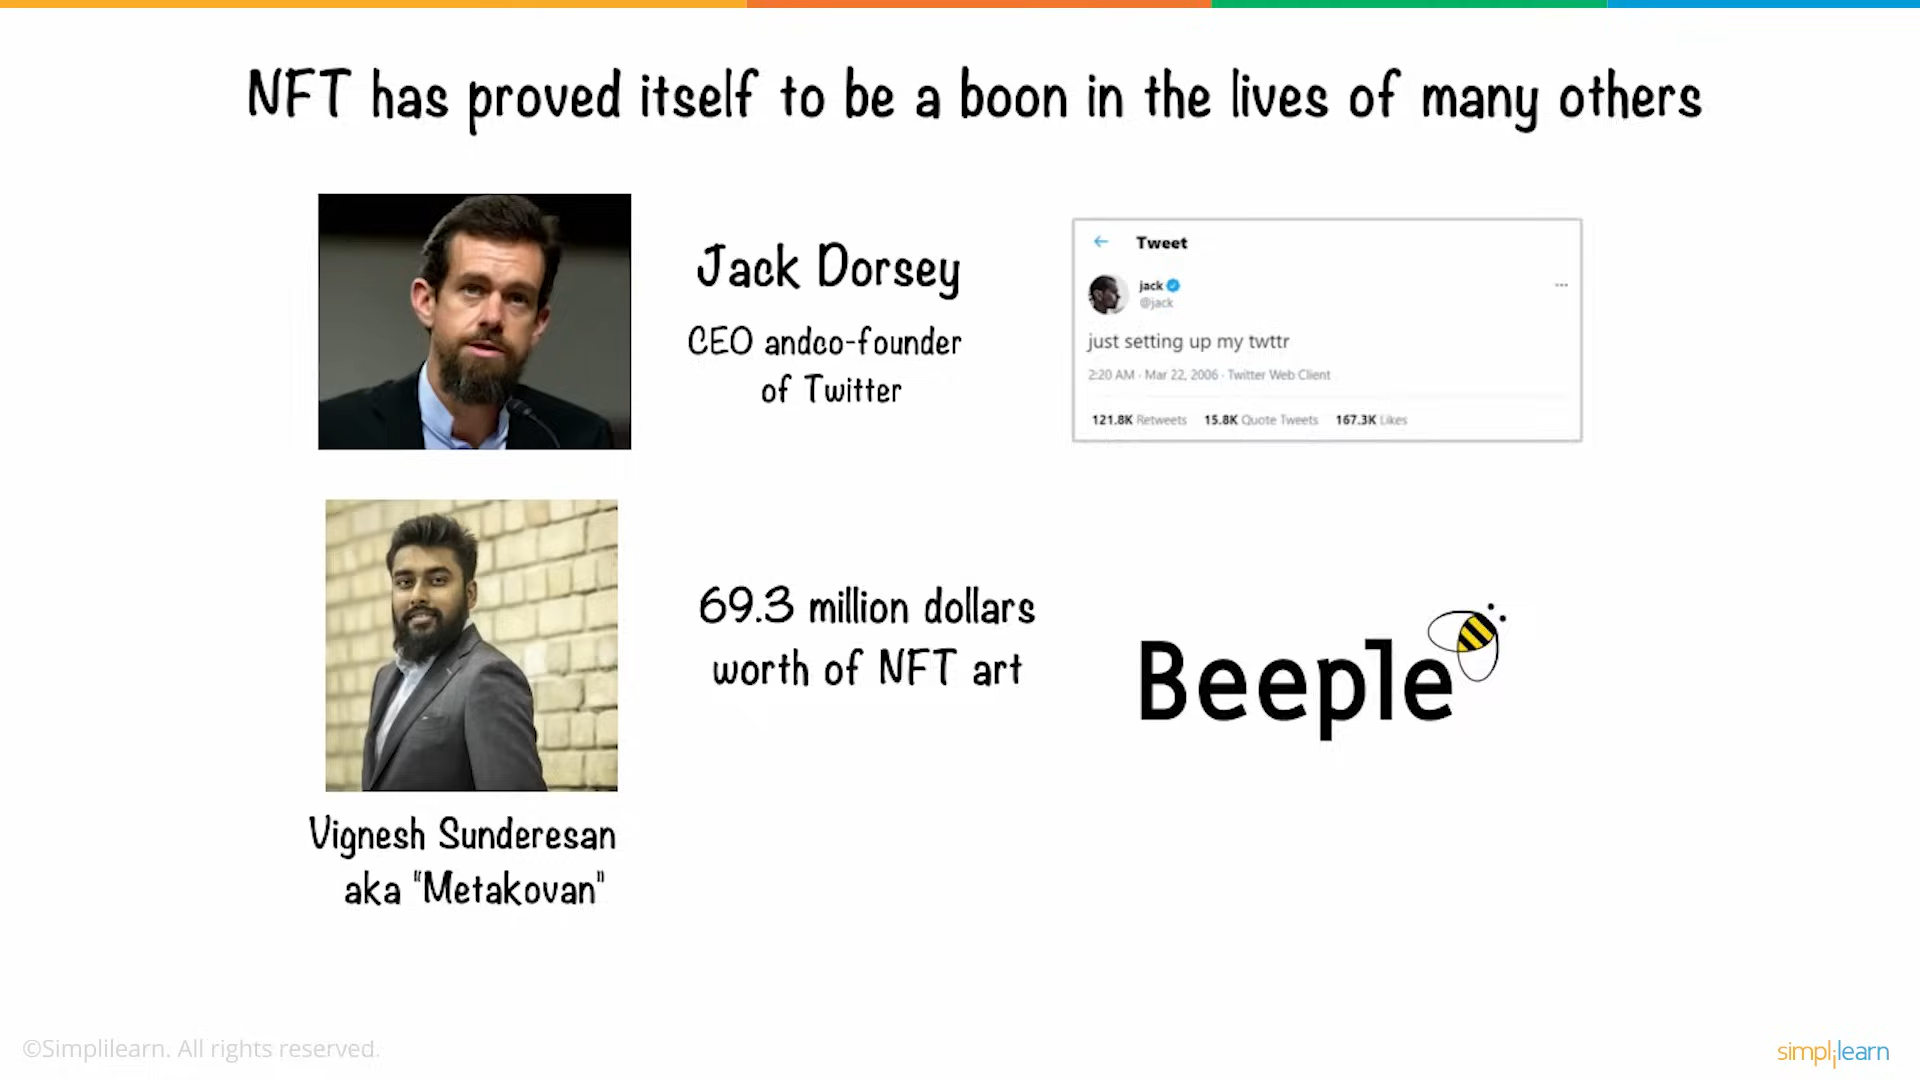 NFT has proved itself to be a boon in the lives of many others
Jack Dorsey
CEO andco-founder
of Twitter
Tweet
jack
@jack
just setting up my twttr
2:20 AM · Mar 22, 2006 · Twitter Web Client
121.8K Retweets 15.8K Quote Tweets 167.3K Likes
69.3 million dollars
worth of NFT art
Beeple
Vignesh Sunderesan
aka "Metakovan"
©Simplilearn. All rights reserved.
simplilearn